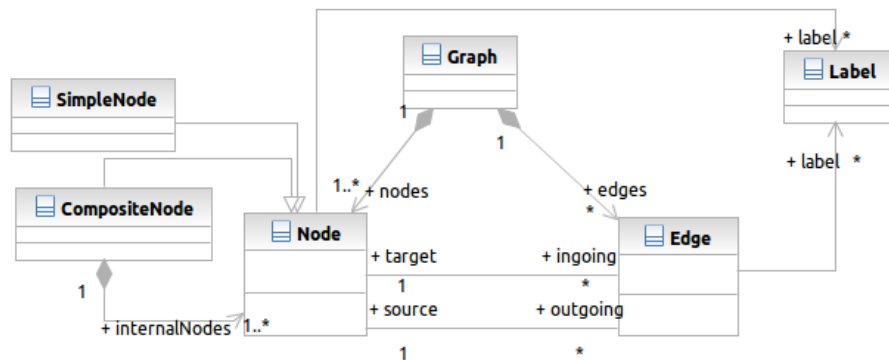 + label *
Graph
Label
SimpleNode
1
1
+ label *
1..* + nodes
+ edges
*
CompositeNode
Node
Edge
+ target
+ ingoing
1
1
*
+ source
+ outgoing
+ internalNodes
1..*
1
*